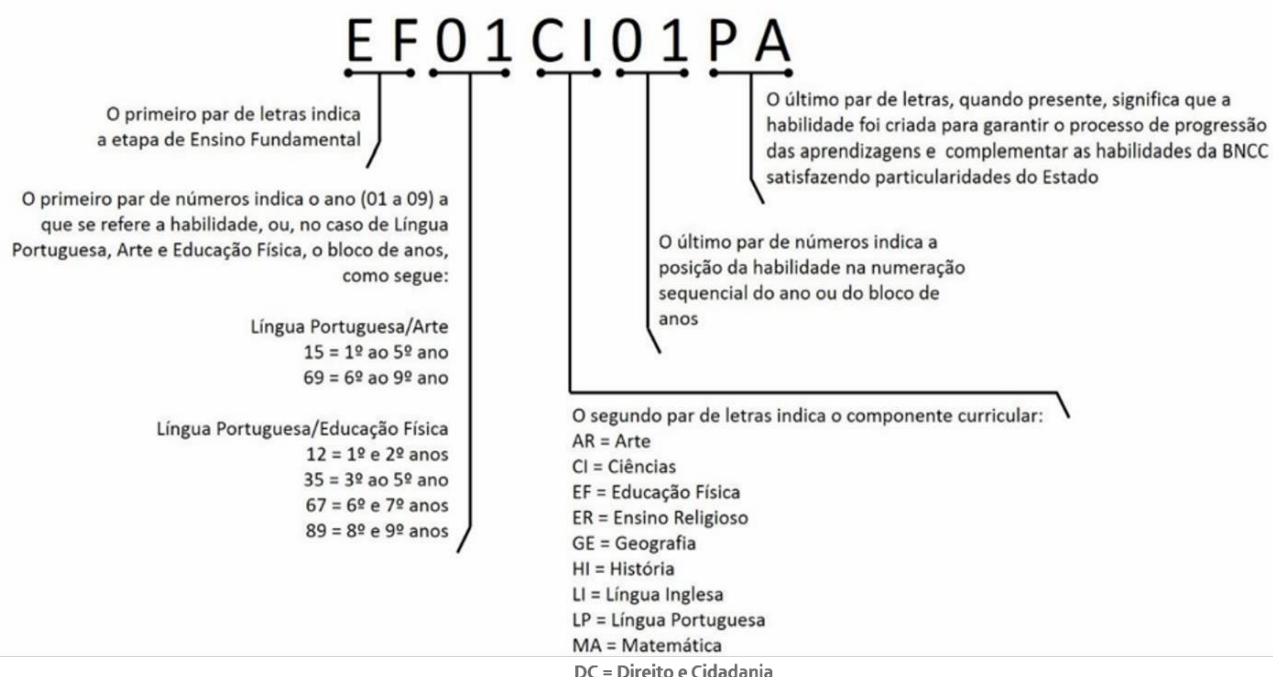 EF01CI01PA
O primeiro par de letras indica
a etapa de Ensino Fundamental
O primeiro par de números indica o ano (01 a 09) a
que se refere a habilidade, ou, no caso de Língua
Portuguesa, Arte e Educação Física, o bloco de anos,
como segue:
Língua Portuguesa/Arte
15 = 1º ao 5º ano
69 = 6º ao 9º ano
Língua Portuguesa/Educação Física
12 = 1º e 2º anos
35 = 3º ao 5º ano
67 = 6º e 7º anos
89 = 8º e 9º anos
O último par de letras, quando presente, significa que a
habilidade foi criada para garantir o processo de progressão
das aprendizagens e complementar as habilidades da BNCC
satisfazendo particularidades do Estado
O último par de números indica a
posição da habilidade na numeração
sequencial do ano ou do bloco de
anos
O segundo par de letras indica o componente curricular:
AR = Arte
CI = Ciências
EF = Educação Física
ER = Ensino Religioso
GE = Geografia
HI = História
LI = Língua Inglesa
LP = Língua Portuguesa
MA = Matemática
DC = Direito e Cidadania